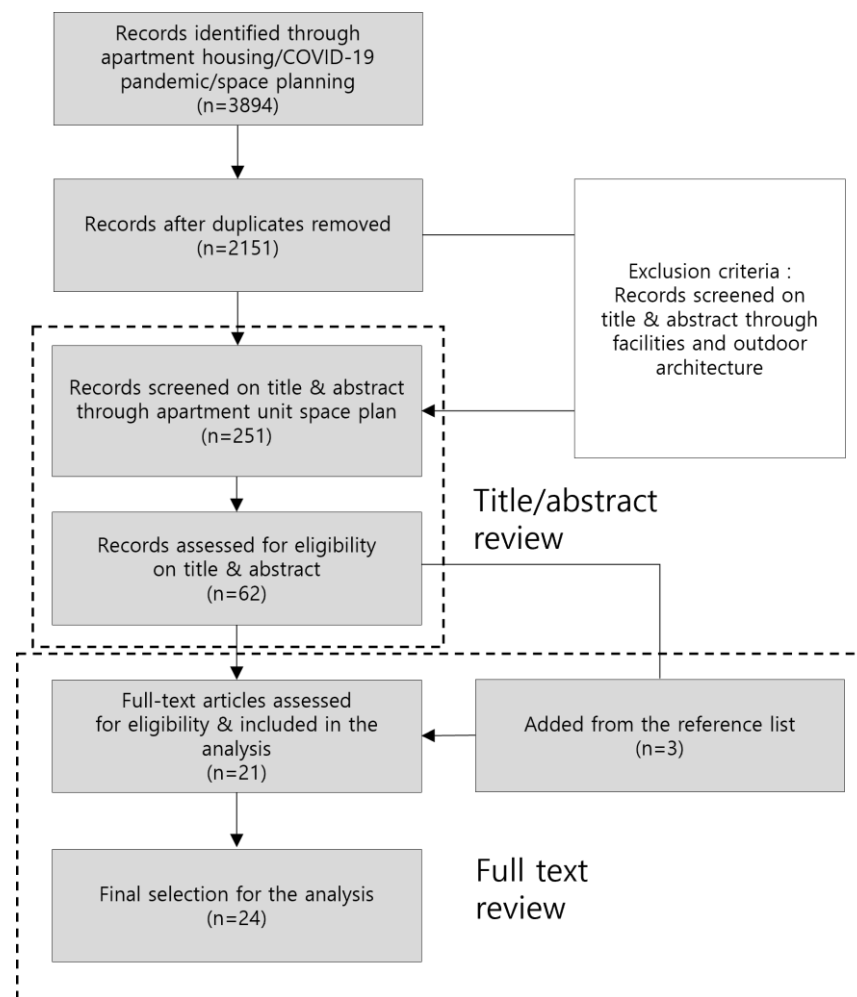 Records identified through
apartment housing/COVID-19
pandemic/space planning
(n=3894)
Records after duplicates removed
(n=2151)
Exclusion criteria :
Records screened on
title & abstract through
facilities and outdoor
architecture
Records screened on title & abstract
through apartment unit space plan
(n=251)
Title/abstract
review
Records assessed for eligibility
on title & abstract
(n=62)
Full-text articles assessed
for eligibility & included in the
analysis
(n=21)
Added from the reference list
(n=3)
Full text
review
Final selection for the analysis
(n=24)